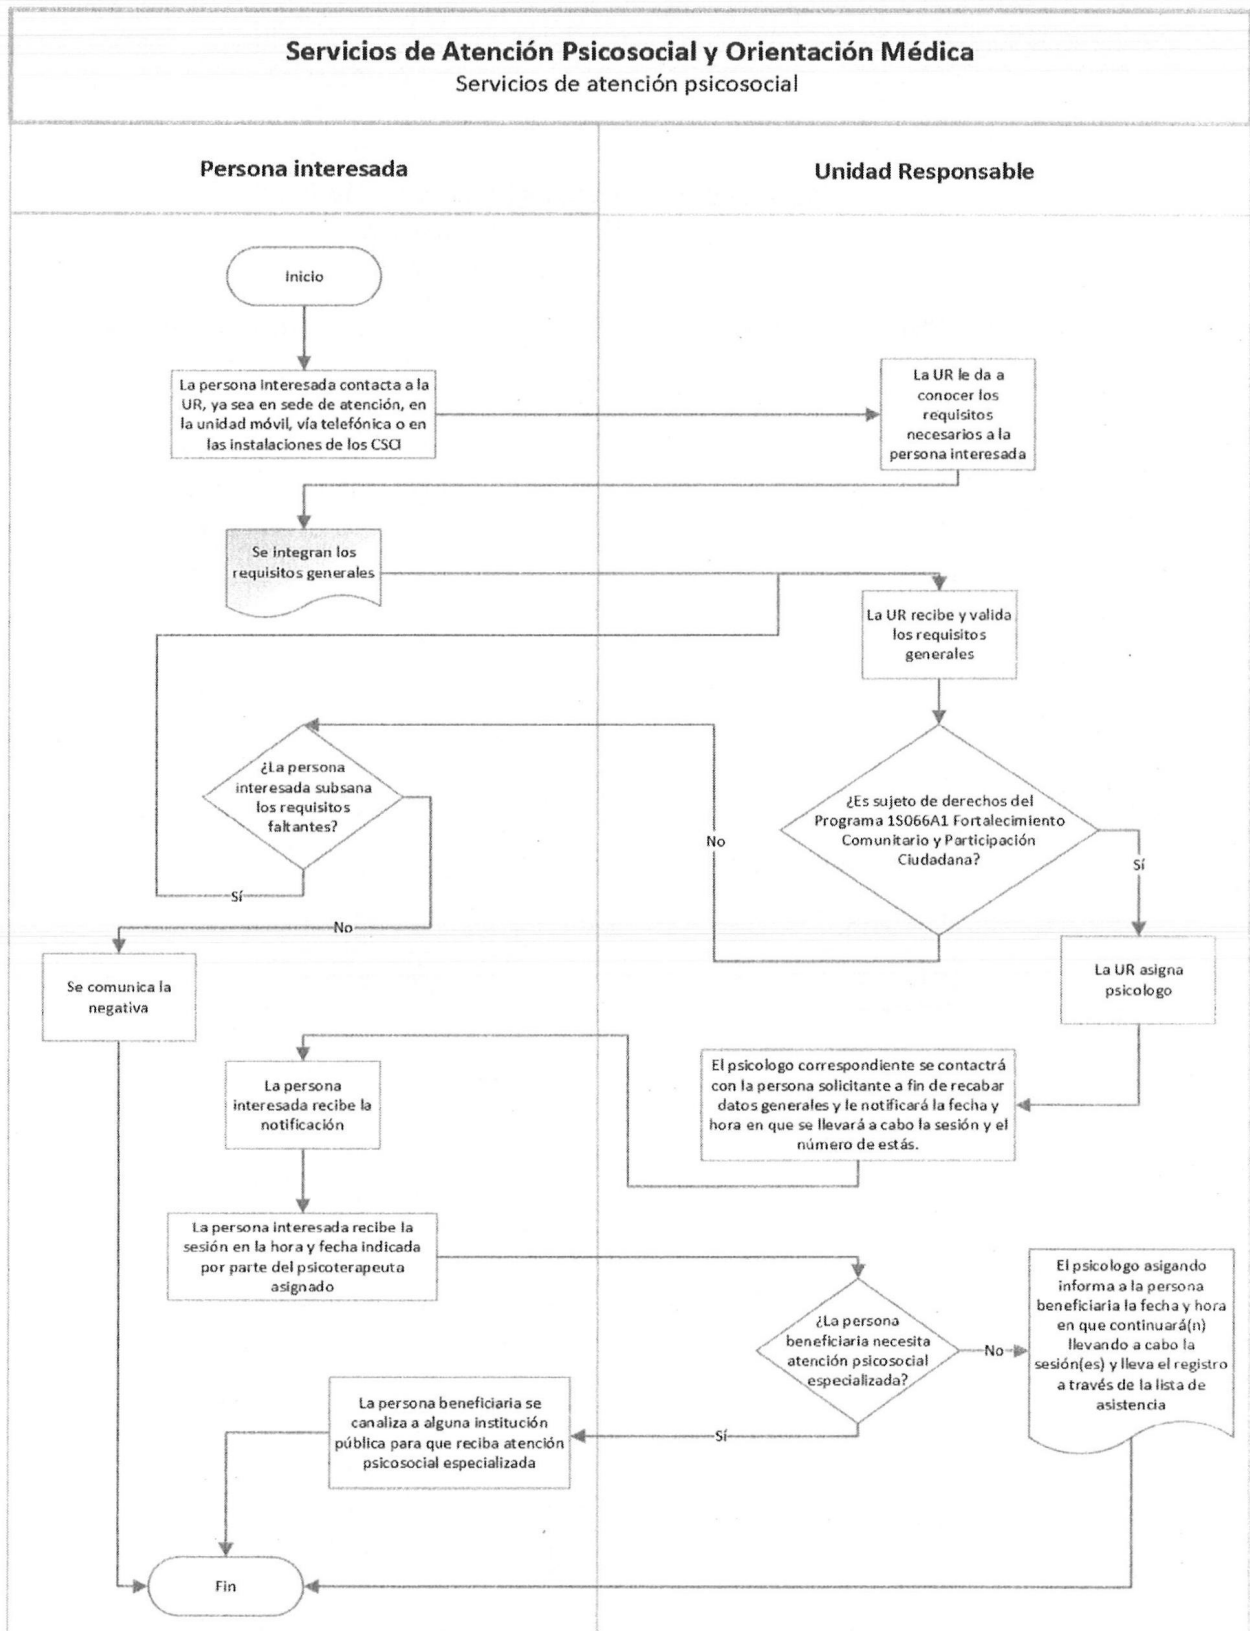 Servicios de Atención Psicosocial y Orientación Médica
Servicios de atención psicosocial
Persona interesada
Unidad Responsable
Inicio
La persona interesada contacta a la
UR, ya sea en sede de atención, en
la unidad móvil, vía telefónica o en
las instalaciones de los CSCI
La UR le da a
conocer los
requisitos
necesarios a la
persona interesada
Se integran los
requisitos generales
La UR recibe y valida
los requisitos
generales
¿La persona
interesada subsana
los requisitos
faltantes?
¿Es sujeto de derechos del
Programa 1S066A1 Fortalecimiento
Comunitario y Participación
Ciudadana?
No
Sí
Sí
No
Se comunica la
negativa
La UR asigna
psicologo
El psicologo correspondiente se contactrá
con la persona solicitante a fin de recabar
datos generales y le notificará la fecha y
hora en que se llevará a cabo la sesión y el
número de estás.
La persona
interesada recibe la
notificación
La persona interesada recibe la
sesión en la hora y fecha indicada
por parte del psicoterapeuta
asignado
¿La persona
beneficiaria necesita
atención psicosocial
especializada?
No
El psicologo asigando
informa a la persona
beneficiaria la fecha y hora
en que continuará(n)
llevando a cabo la
sesión(es) y lleva el registro
a través de la lista de
asistencia
Sí
La persona beneficiaria se
canaliza a alguna institución
pública para que reciba atención
psicosocial especializada
Fin